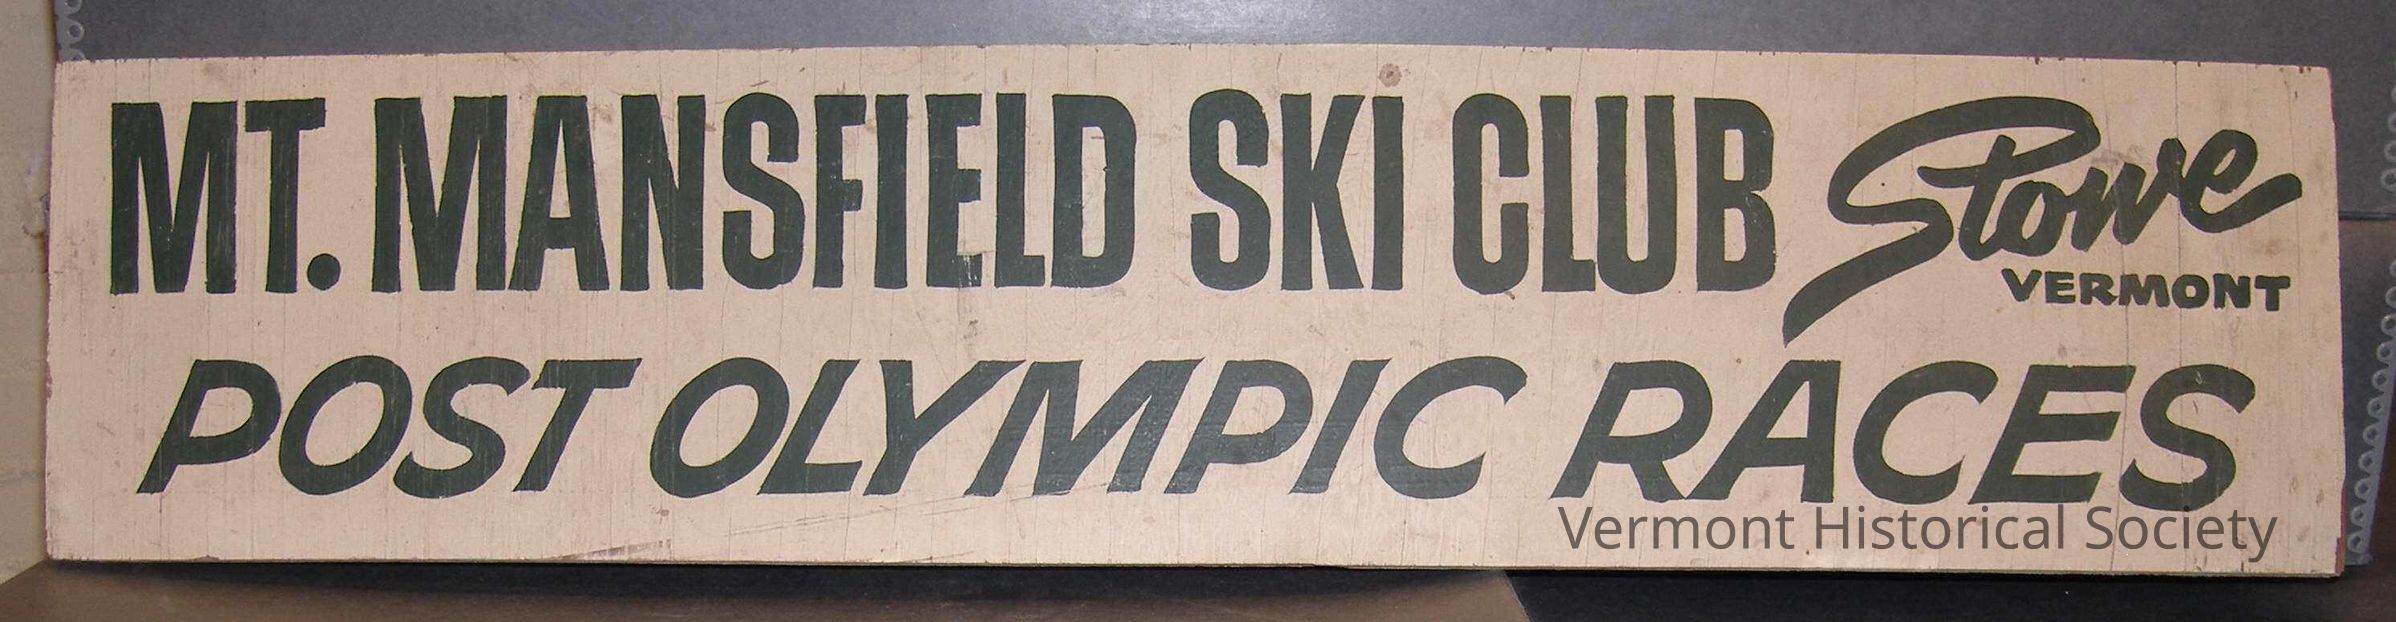 MT. MANSFIELD SKI CLUB Stowe
VERMONT
POST OLYMPIC RACES
Vermont Historical Society